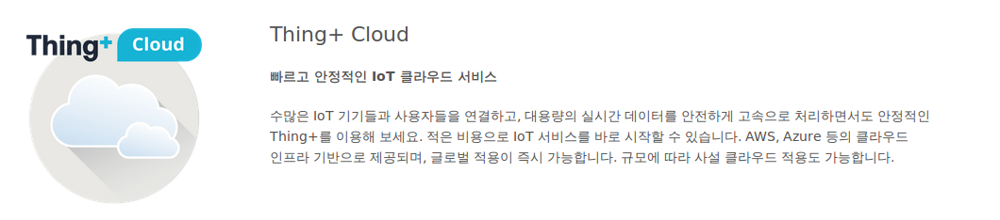 Thing+ Cloud
Thing+ Cloud
빠르고 안정적인 IoT 클라우드 서비스
수많은 IoT 기기들과 사용자들을 연결하고, 대용량의 실시간 데이터를 안전하게 고속으로 처리하면서도 안정적인
Thing+를 이용해 보세요. 적은 비용으로 IoT 서비스를 바로 시작할 수 있습니다. AWS, Azure 등의 클라우드
인프라 기반으로 제공되며, 글로벌 적용이 즉시 가능합니다. 규모에 따라 사설 클라우드 적용도 가능합니다.